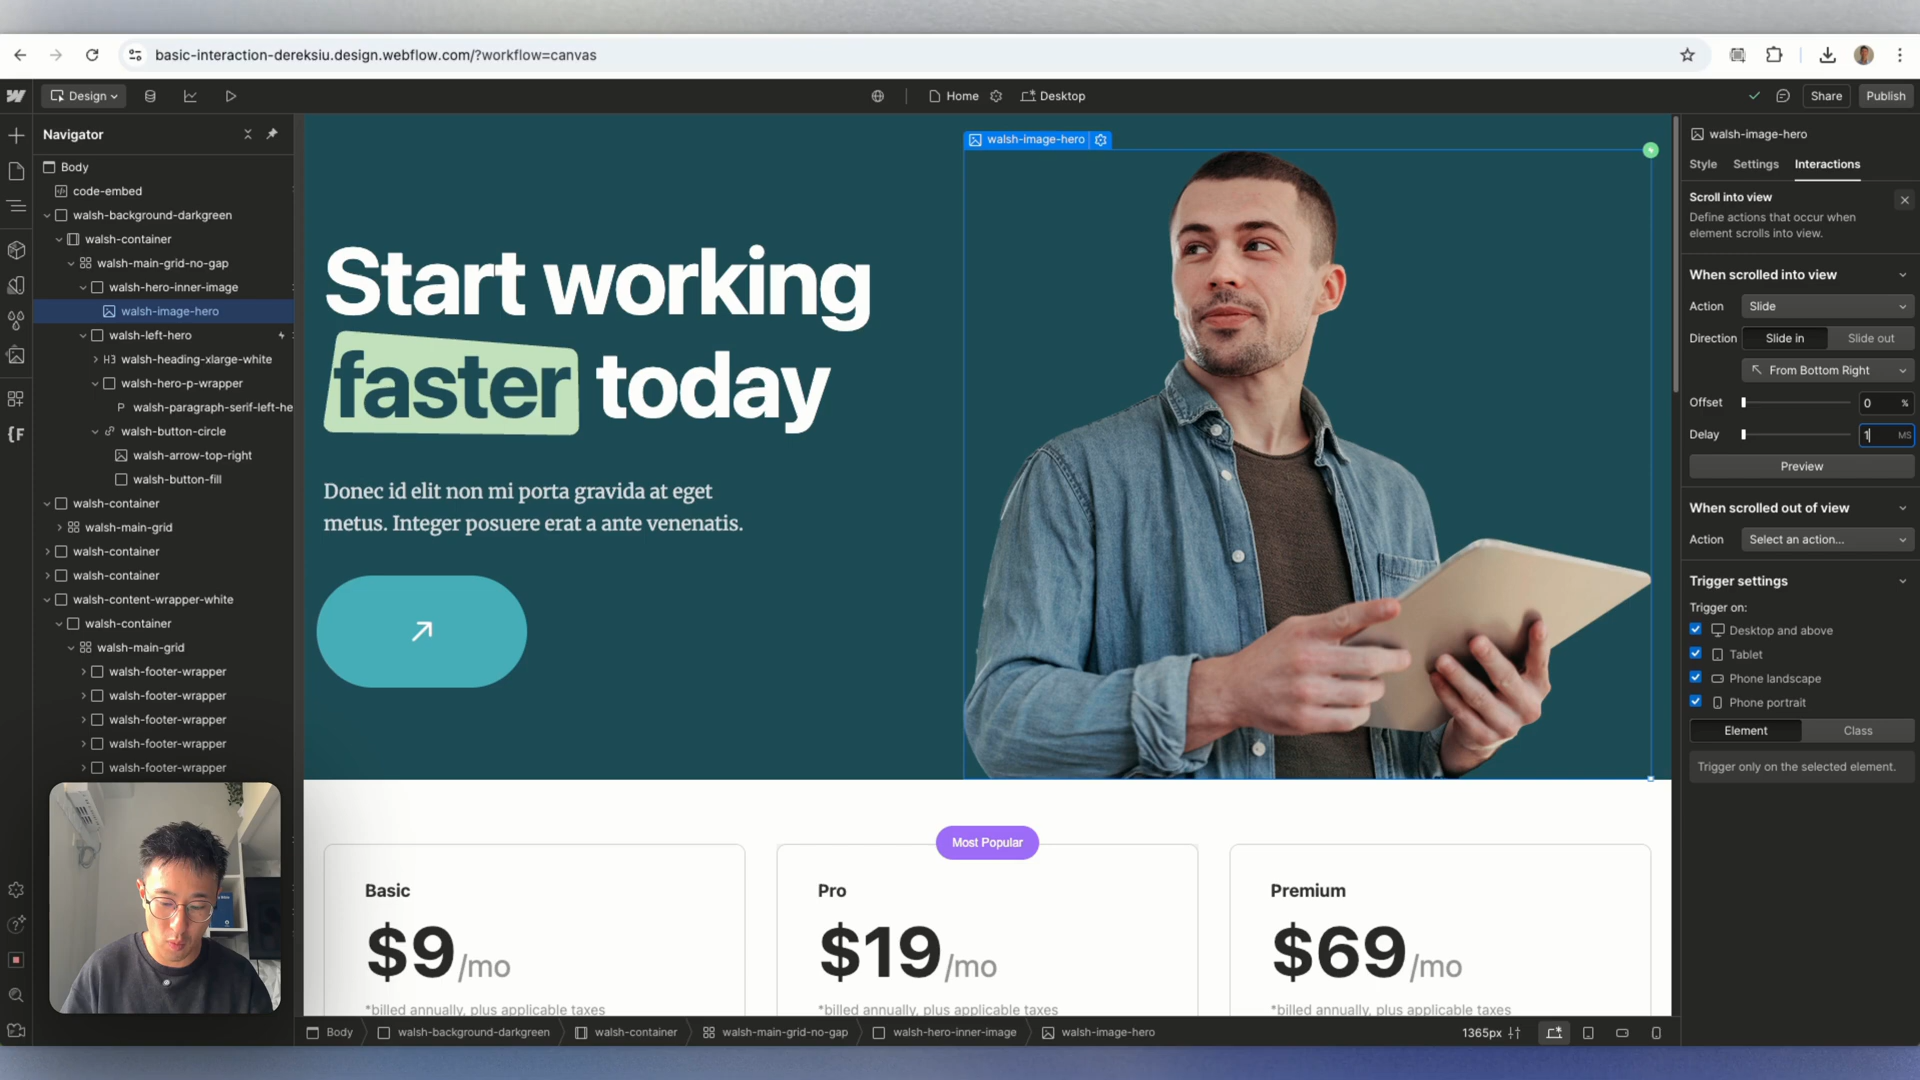 basic-interaction-dereksiu.design.webflow.com/?workflow=canvas
Design
Home
Desktop
Share
Publish
Navigator
Body
code-embed
walsh-background-darkgreen
walsh-container
walsh-main-grid-no-gap
walsh-hero-inner-image
walsh-image-hero
walsh-left-hero
H3 walsh-heading-xlarge-white
walsh-hero-p-wrapper
P walsh-paragraph-serif-left-he
walsh-button-circle
walsh-arrow-top-right
walsh-button-fill
walsh-container
walsh-main-grid
walsh-container
walsh-container
walsh-content-wrapper-white
walsh-container
walsh-main-grid
walsh-footer-wrapper
walsh-footer-wrapper
walsh-footer-wrapper
walsh-footer-wrapper
walsh-footer-wrapper
walsh-image-hero
Start working
faster today
Donec id elit non mi porta gravida at eget
metus. Integer posuere erat a ante venenatis.
Most Popular
Basic
$9/mo
*billed annually, plus applicable taxes
Pro
$19/mo
*billed annually, plus applicable taxes
Premium
$69/mo
*billed annually, plus applicable taxes
walsh-image-hero
Style Settings Interactions
Scroll into view
Define actions that occur when
element scrolls into view.
When scrolled into view
Action Slide
Direction Slide in Slide out
From Bottom Right
Offset 0 %
Delay 1 MS
Preview
When scrolled out of view
Action Select an action...
Trigger settings
Trigger on:
Desktop and above
Tablet
Phone landscape
Phone portrait
Element Class
Trigger only on the selected element.
Body walsh-background-darkgreen walsh-container walsh-main-grid-no-gap walsh-hero-inner-image walsh-image-hero
1365px